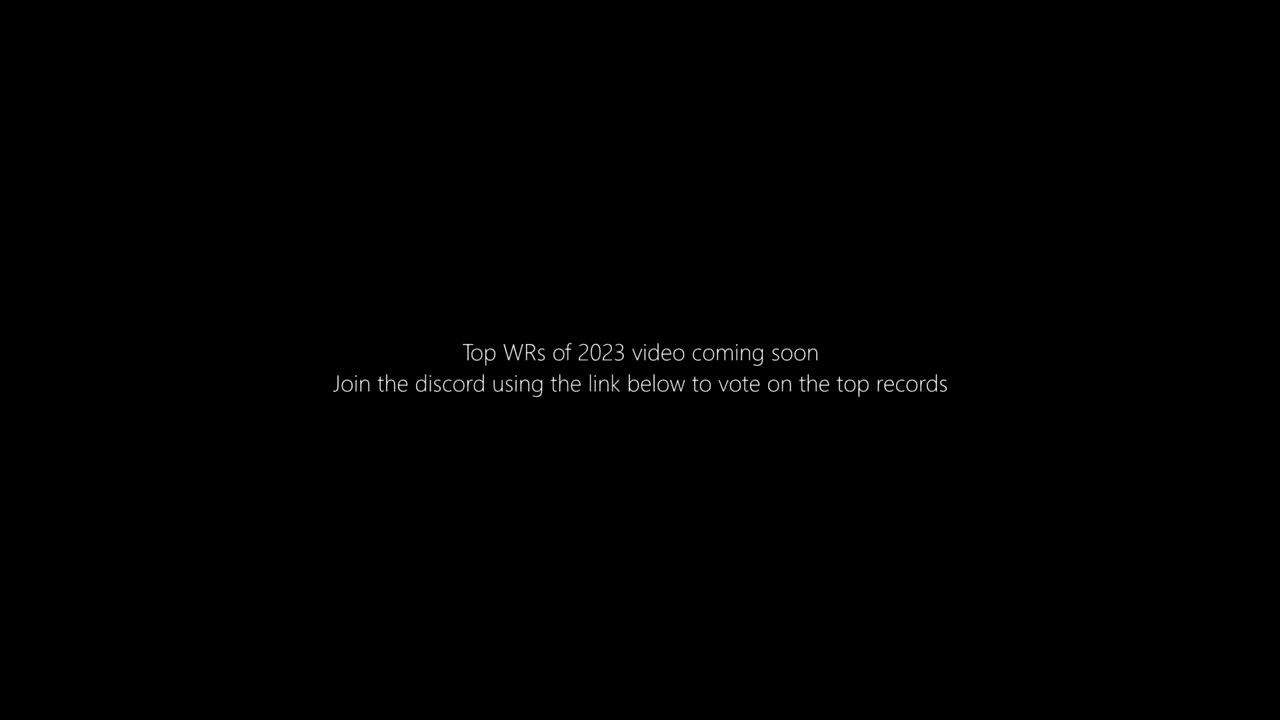 Top WRs of 2023 video coming soon
Join the discord using the link below to vote on the top records